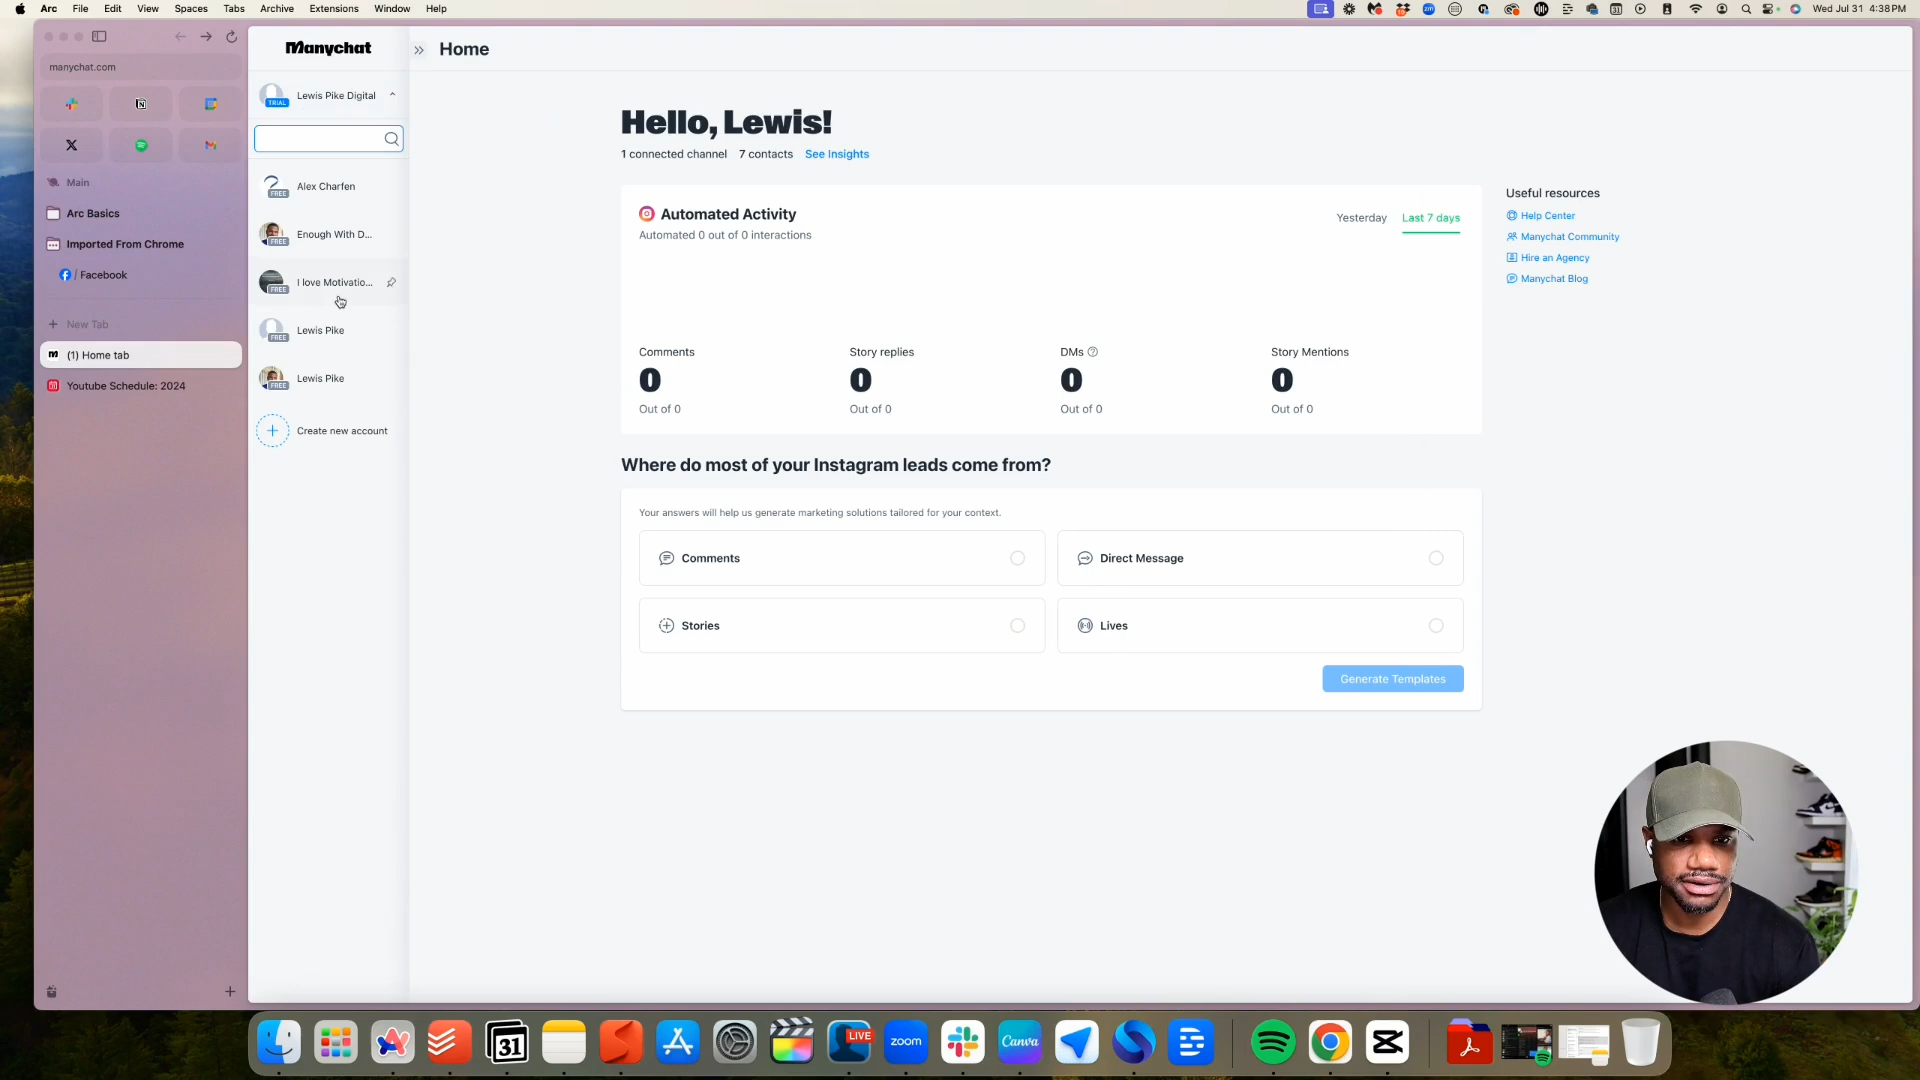 Arc File Edit View Spaces Tabs Archive Extensions Window Help
Wed Jul 31 4:38 PM
manychat.com
Main
Arc Basics
Imported From Chrome
/ Facebook
New Tab
(1) Home tab
Youtube Schedule: 2024
Manychat
Lewis Pike Digital
TRIAL
Alex Charfen
FREE
Enough With D...
FREE
I love Motivatio...
FREE
Lewis Pike
FREE
Lewis Pike
FREE
Create new account
Home
Hello, Lewis!
1 connected channel 7 contacts See Insights
Automated Activity
Automated 0 out of 0 interactions
Yesterday Last 7 days
Comments Story replies DMs Story Mentions
0 0 0 0
Out of 0 Out of 0 Out of 0 Out of 0
Where do most of your Instagram leads come from?
Your answers will help us generate marketing solutions tailored for your context.
Comments
Direct Message
Stories
Lives
Generate Templates
Useful resources
Help Center
Manychat Community
Hire an Agency
Manychat Blog
31
LIVE
zoom
Canva